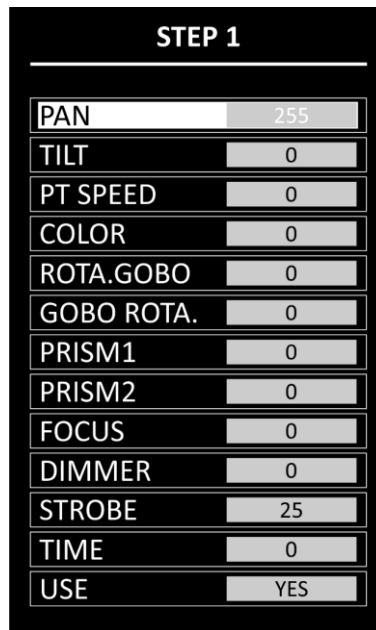 STEP 1
PAN 255
TILT 0
PT SPEED 0
COLOR 0
ROTA.GOBO 0
GOBO ROTA. 0
PRISM1 0
PRISM2 0
FOCUS 0
DIMMER 0
STROBE 25
TIME 0
USE YES